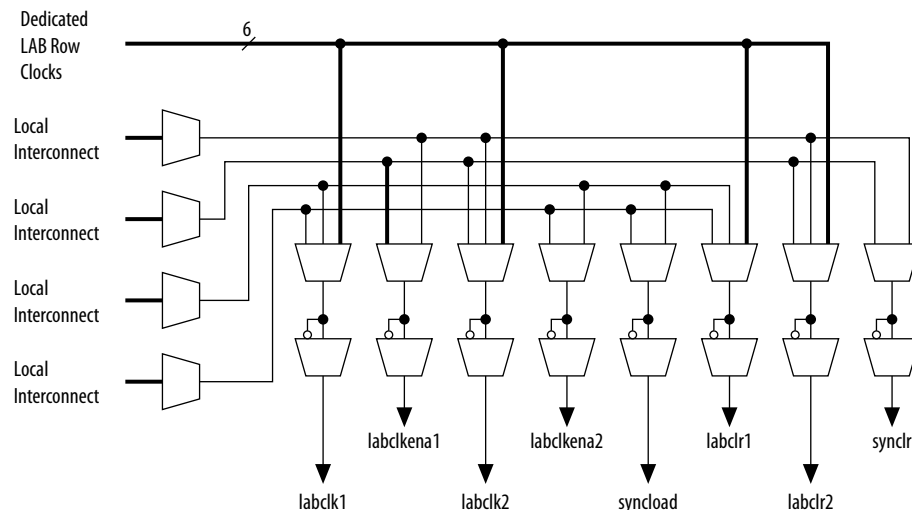 Dedicated
LAB Row
Clocks
6
Local
Interconnect
Local
Interconnect
Local
Interconnect
Local
Interconnect
labclkena1
labclkena2
labclr1
synclr
labclk1
labclk2
syncload
labclr2